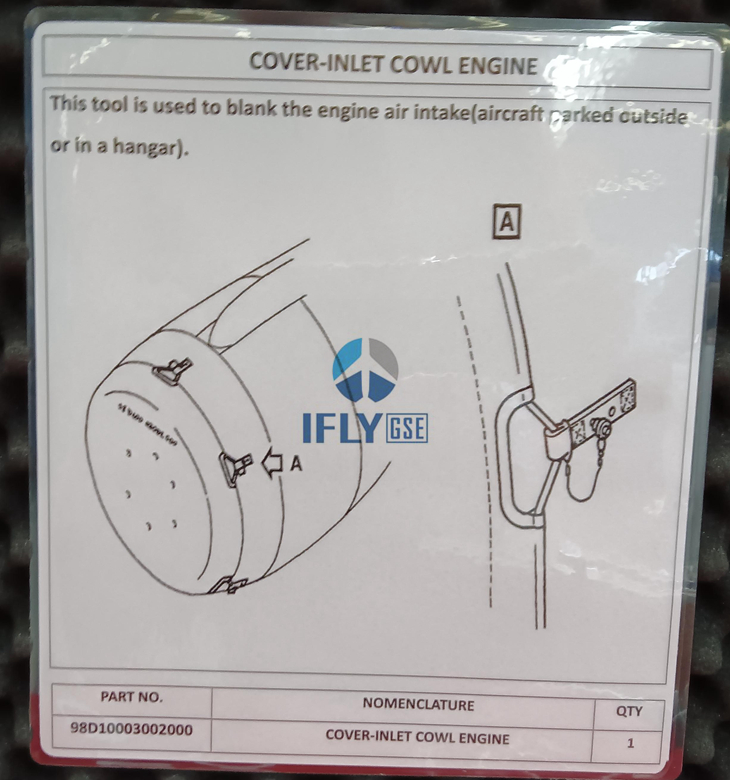 COVER-INLET COWL ENGINE
This tool is used to blank the engine air intake(aircraft parked outside
or in a hangar).
A
IFLY GSE
A
PART NO.
NOMENCLATURE
QTY
98D10003002000
COVER-INLET COWL ENGINE
1